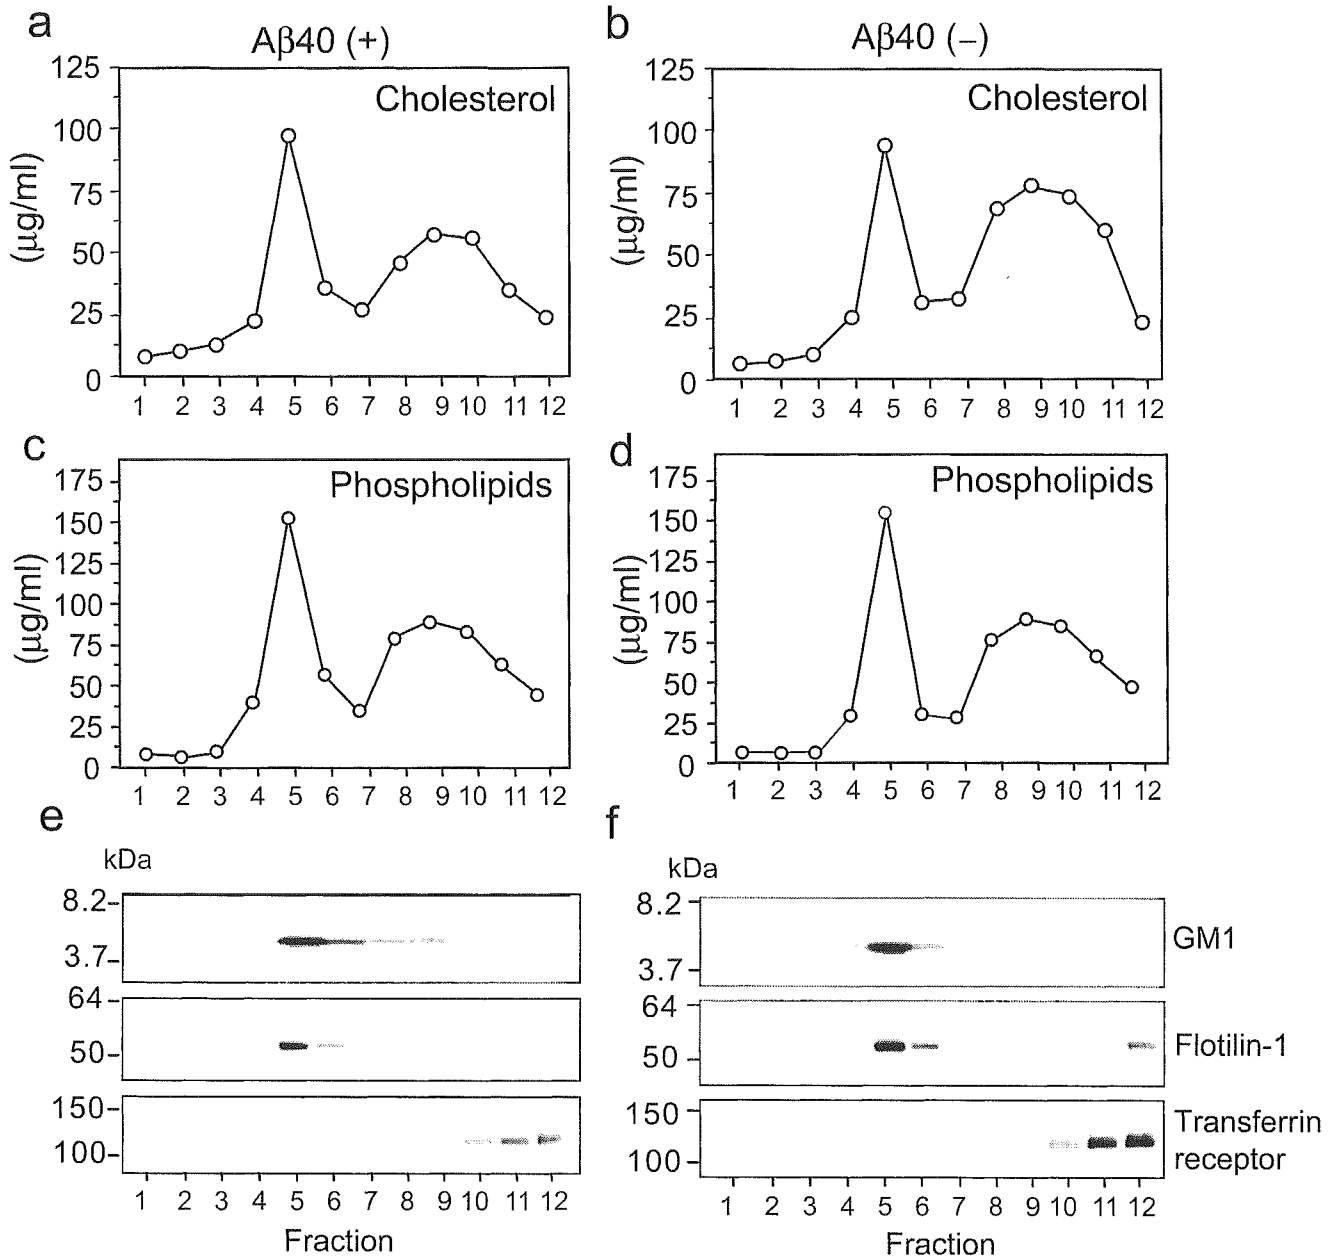 a
Aβ40 (+)
b
Aβ40 (–)
125
100
75
50
25
0
(μg/ml)
Cholesterol
1 2 3 4 5 6 7 8 9 10 11 12
125
100
75
50
25
0
(μg/ml)
Cholesterol
1 2 3 4 5 6 7 8 9 10 11 12
c
175
150
125
100
75
50
25
0
(μg/ml)
Phospholipids
1 2 3 4 5 6 7 8 9 10 11 12
d
175
150
125
100
75
50
25
0
(μg/ml)
Phospholipids
1 2 3 4 5 6 7 8 9 10 11 12
e
kDa
8.2
3.7
64
50
150
100
1 2 3 4 5 6 7 8 9 10 11 12
Fraction
f
kDa
8.2
3.7
GM1
64
50
Flotilin-1
150
100
Transferrin
receptor
1 2 3 4 5 6 7 8 9 10 11 12
Fraction